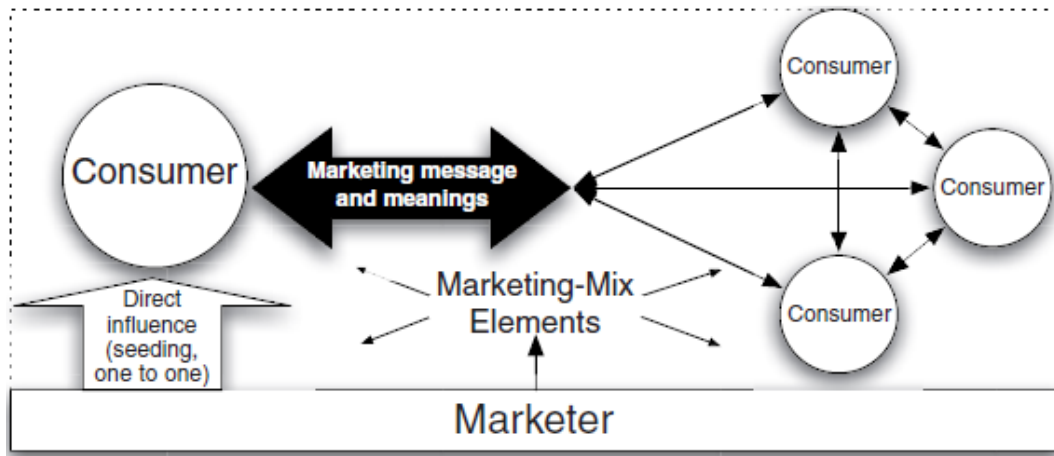 Consumer
Consumer
Marketing message
and meanings
Consumer
Consumer
Marketing-Mix
Elements
Direct
influence
(seeding,
one to one)
Marketer